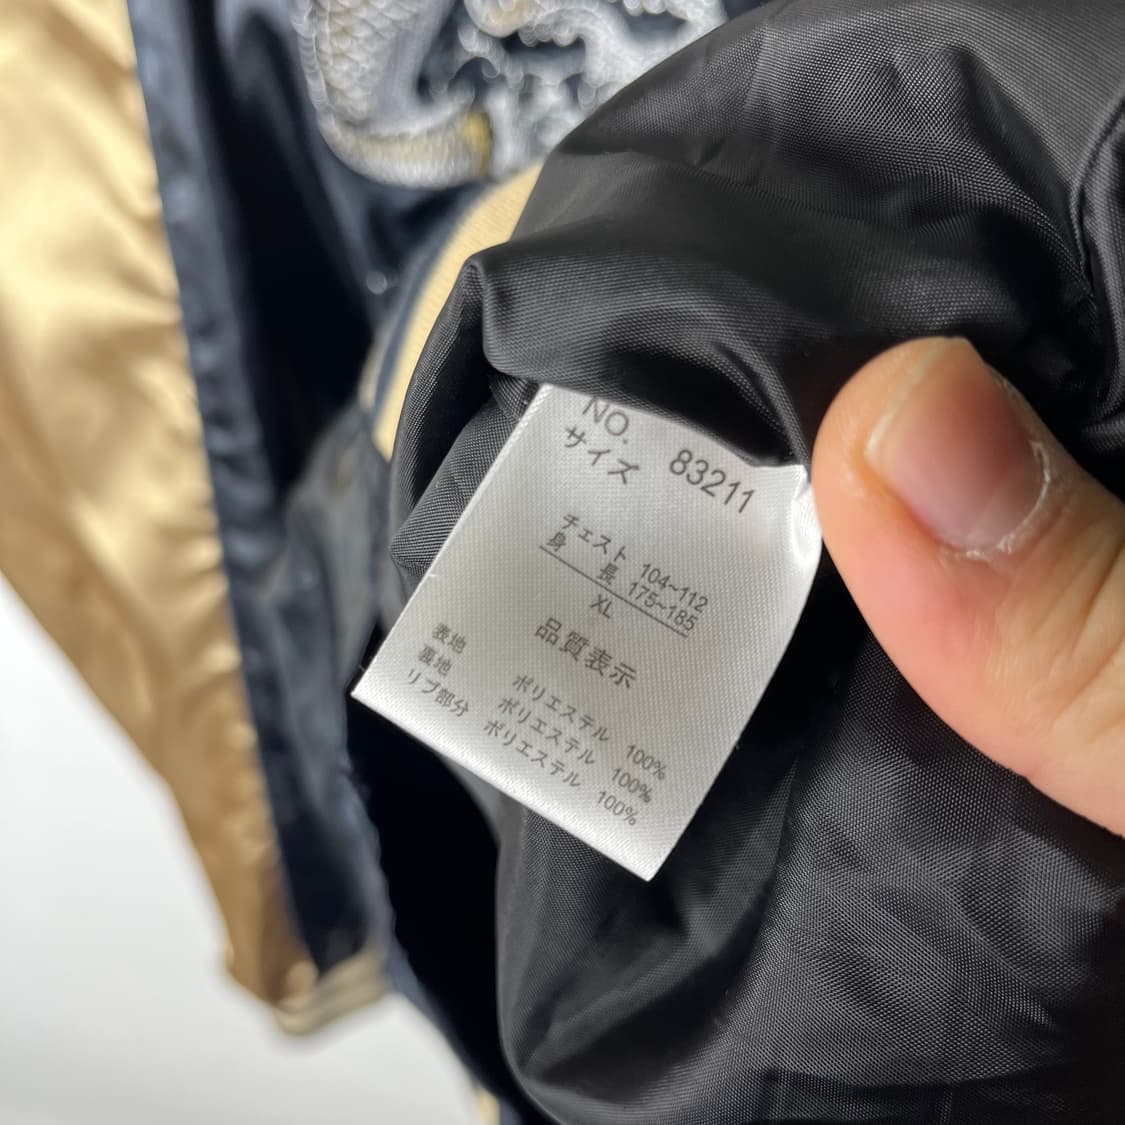 NO. 83211
サイズ
チェスト 104~112
身 長 175~185
XL
品質表示
表地 ポリエステル 100%
裏地 ポリエステル 100%
リブ部分 ポリエステル 100%